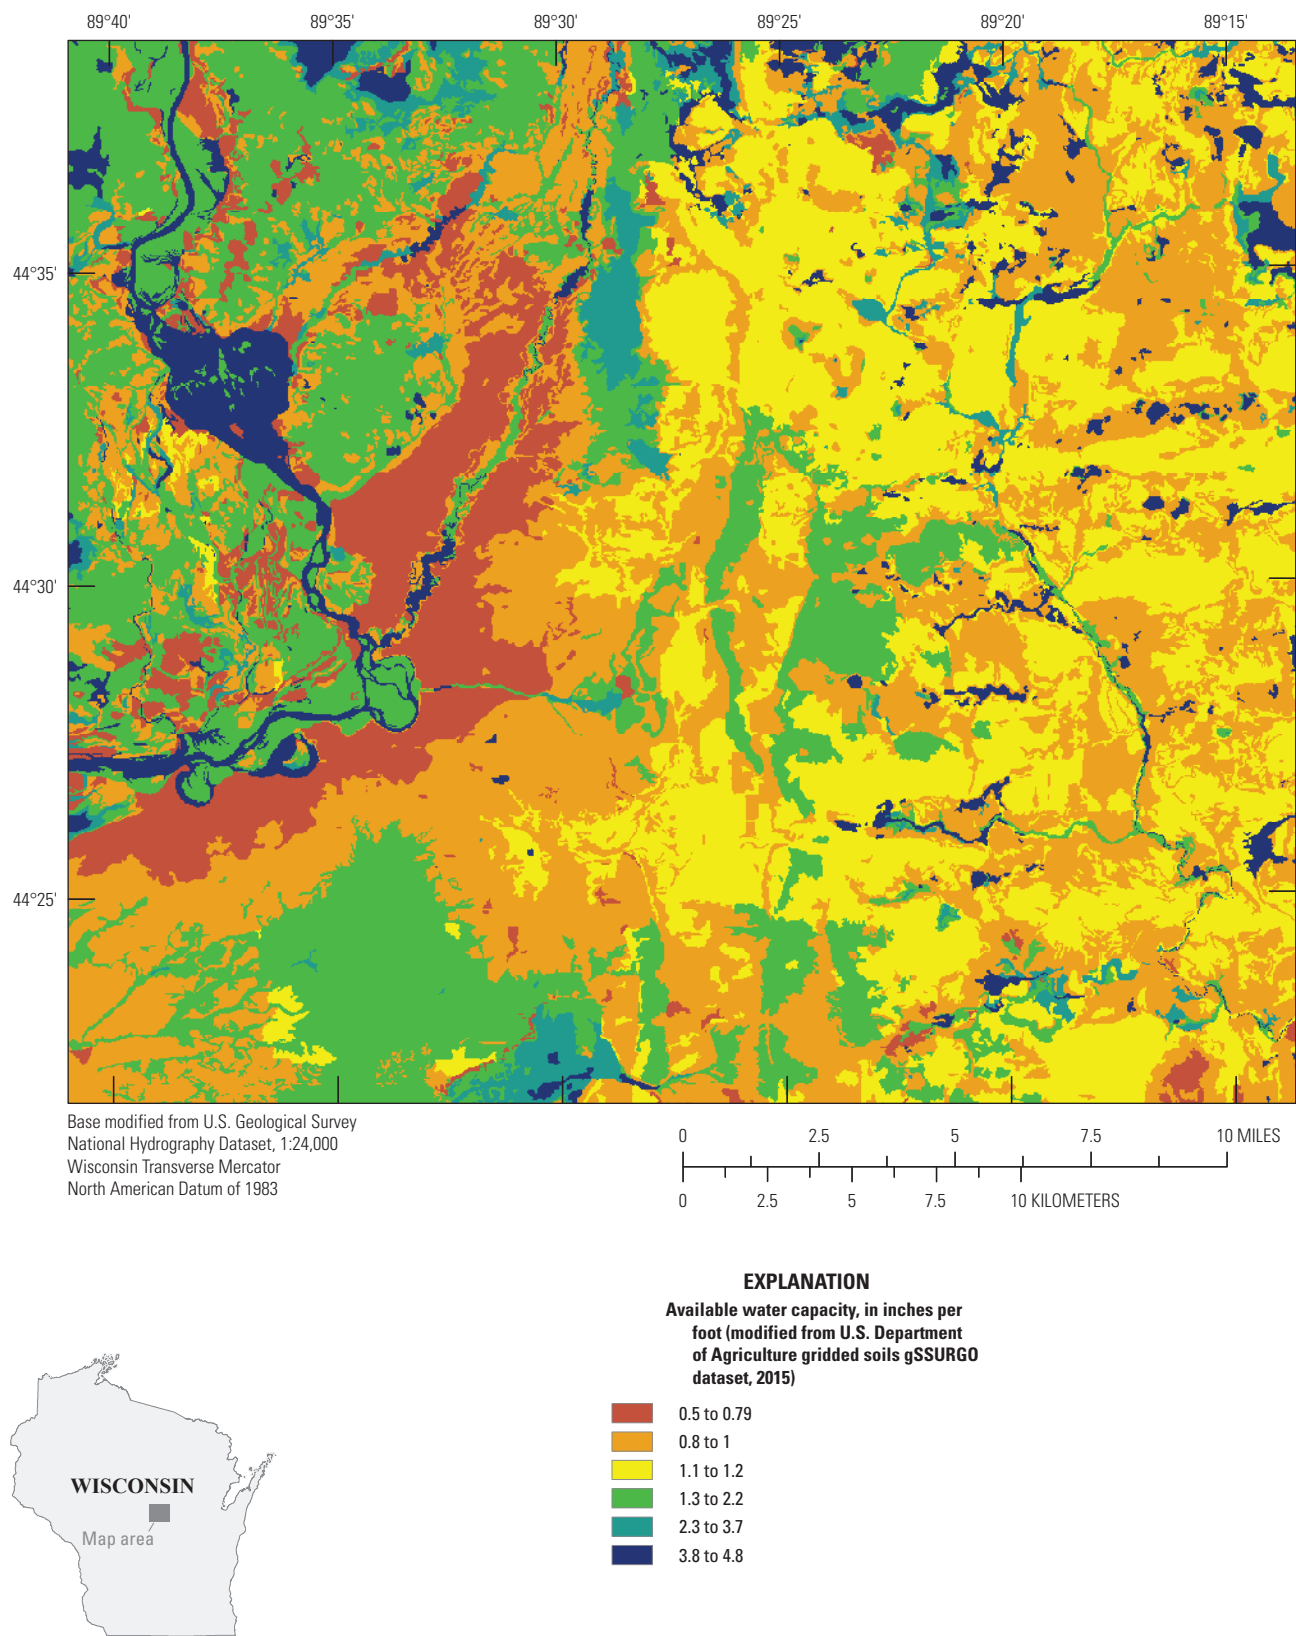 89°40' 89°35' 89°30' 89°25' 89°20' 89°15'
44°35'
44°30'
44°25'
Base modified from U.S. Geological Survey
National Hydrography Dataset, 1:24,000
Wisconsin Transverse Mercator
North American Datum of 1983
0 2.5 5 7.5 10 MILES
0 2.5 5 7.5 10 KILOMETERS
EXPLANATION
Available water capacity, in inches per
foot (modified from U.S. Department
of Agriculture gridded soils gSSURGO
dataset, 2015)
0.5 to 0.79
0.8 to 1
1.1 to 1.2
1.3 to 2.2
2.3 to 3.7
3.8 to 4.8
WISCONSIN
Map area